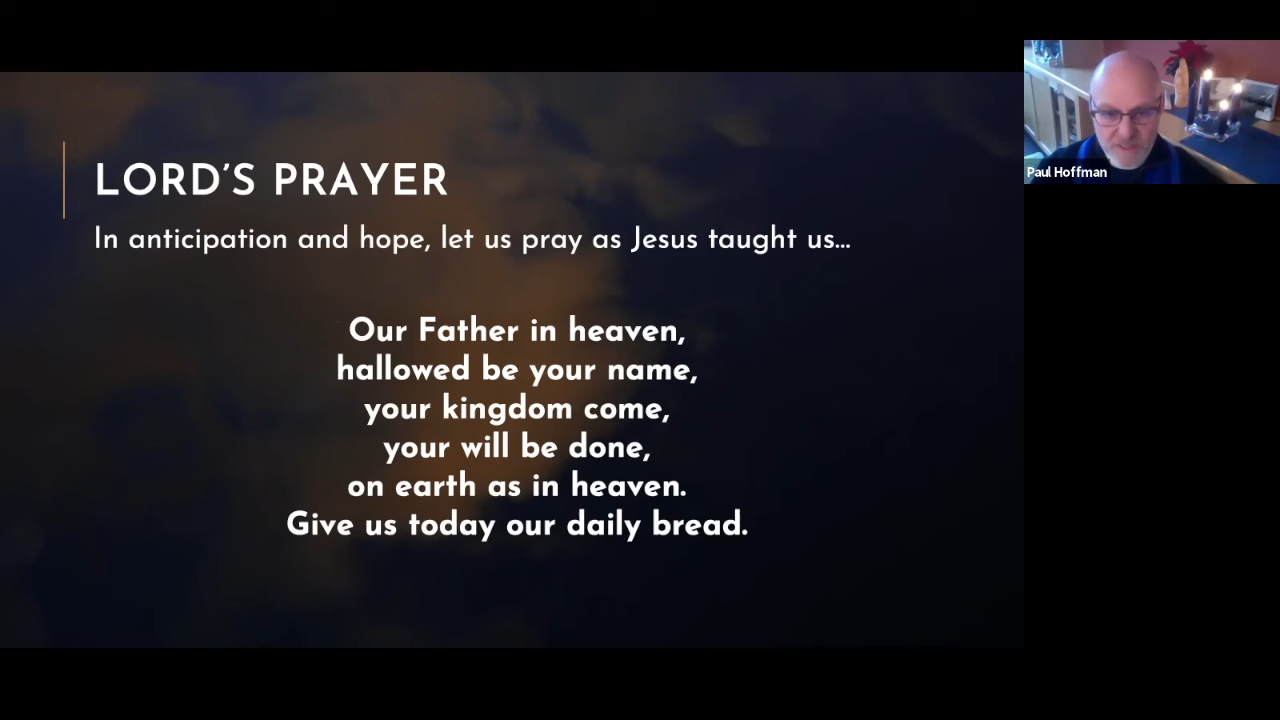 LORD'S PRAYER
In anticipation and hope, let us pray as Jesus taught us...
Our Father in heaven,
hallowed be your name,
your kingdom come,
your will be done,
on earth as in heaven.
Give us today our daily bread.
Paul Hoffman